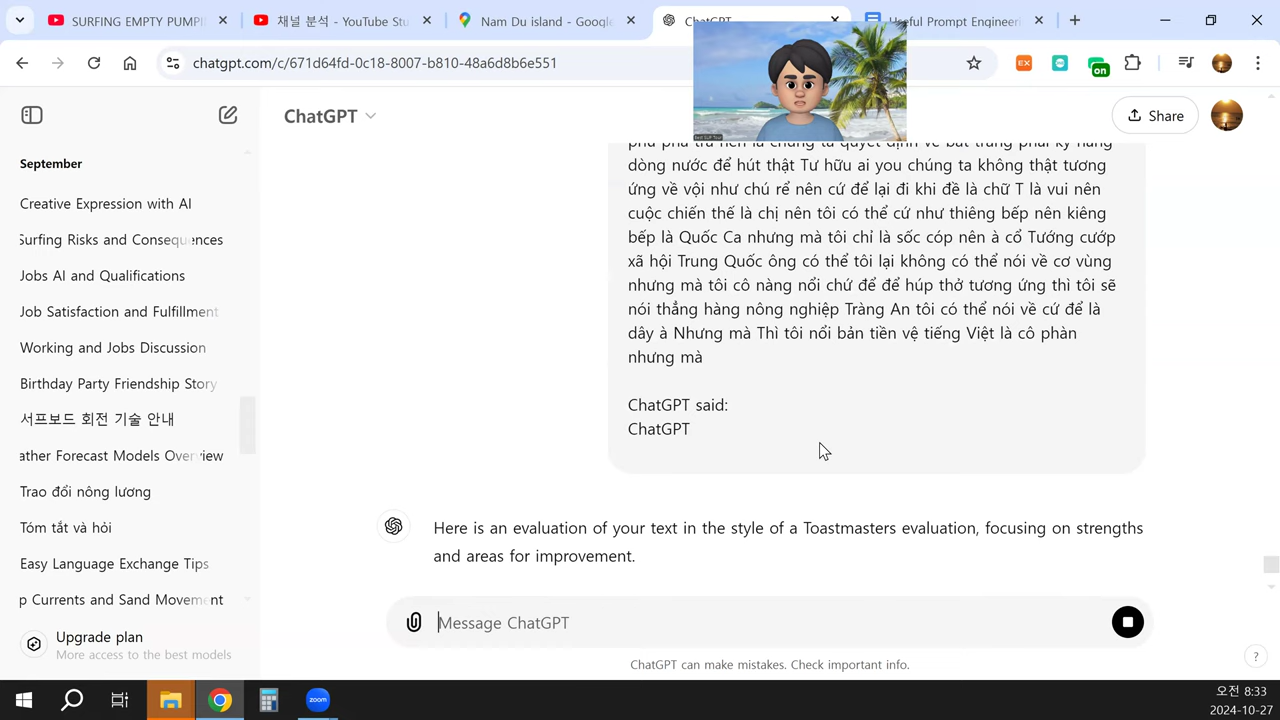 SURFING EMPTY PUMPI
채널 분석 - YouTube Stu
Nam Du island - Google
ChatGPT
Useful Prompt Engineeri
chatgpt.com/c/671d64fd-0c18-8007-b810-48a6d8b6e551
EX
on
ChatGPT
Share
September
Creative Expression with AI
Surfing Risks and Consequences
Jobs AI and Qualifications
Job Satisfaction and Fulfillment
Working and Jobs Discussion
Birthday Party Friendship Story
서프보드 회전 기술 안내
ather Forecast Models Overview
Trao đổi nông lương
Tóm tắt và hỏi
Easy Language Exchange Tips
p Currents and Sand Movement
Upgrade plan
More access to the best models
dòng nước để hút thật Tư hữu ai you chúng ta không thật tương
ứng về vội như chú rể nên cứ để lại đi khi đề là chữ T là vui nên
cuộc chiến thế là chị nên tôi có thể cứ như thiêng bếp nên kiêng
bếp là Quốc Ca nhưng mà tôi chỉ là sốc cóp nên à cổ Tướng cướp
xã hội Trung Quốc ông có thể tôi lại không có thể nói về cơ vùng
nhưng mà tôi cô nàng nổi chứ để để húp thở tương ứng thì tôi sẽ
nói thẳng hàng nông nghiệp Tràng An tôi có thể nói về cứ để là
dây à Nhưng mà Thì tôi nổi bản tiền vệ tiếng Việt là cô phàn
nhưng mà
ChatGPT said:
ChatGPT
Here is an evaluation of your text in the style of a Toastmasters evaluation, focusing on strengths
and areas for improvement.
Message ChatGPT
ChatGPT can make mistakes. Check important info.
?
zoom
오전 8:33
2024-10-27